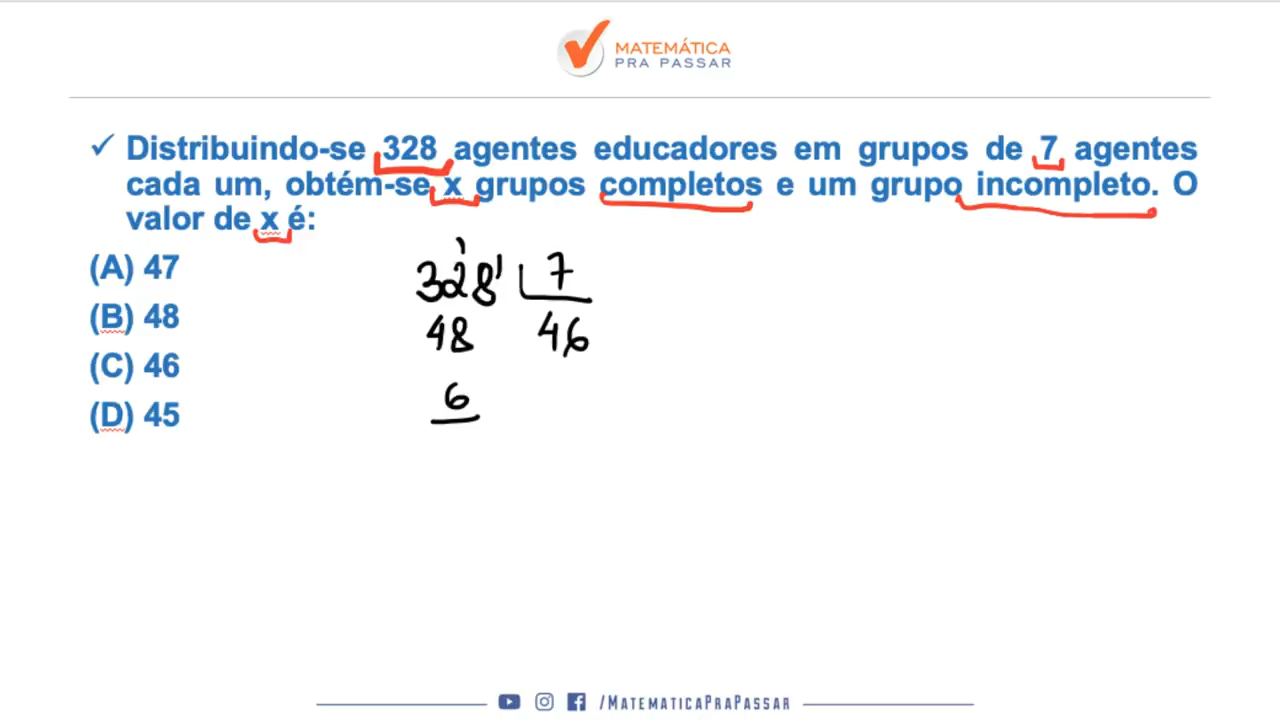 MATEMÁTICA
PRA PASSAR
✓ Distribuindo-se 328 agentes educadores em grupos de 7 agentes
cada um, obtém-se x grupos completos e um grupo incompleto. O
valor de x é:
(A) 47
(B) 48
(C) 46
(D) 45
328 7
48 46
6
/MATEMATICAPRAPASSAR